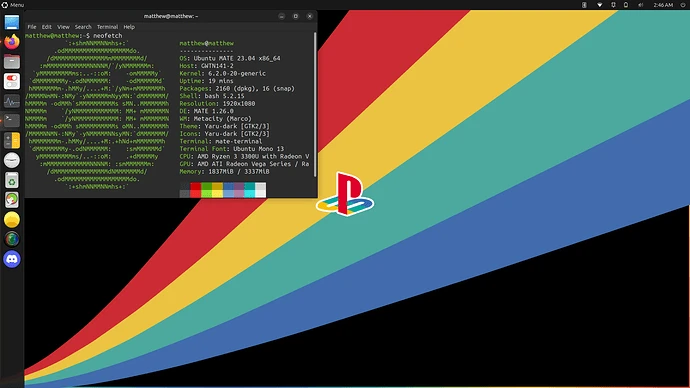 Menu
2:46 AM
matthew@matthew: ~
File Edit View Search Terminal Help
matthew@matthew:~$ neofetch
matthew@matthew
---------------
OS: Ubuntu MATE 23.04 x86_64
Host: GWTN141-2
Kernel: 6.2.0-20-generic
Uptime: 19 mins
Packages: 2160 (dpkg), 16 (snap)
Shell: bash 5.2.15
Resolution: 1920x1080
DE: MATE 1.26.0
WM: Metacity (Marco)
Theme: Yaru-dark [GTK2/3]
Icons: Yaru-dark [GTK2/3]
Terminal: mate-terminal
Terminal Font: Ubuntu Mono 13
CPU: AMD Ryzen 3 3300U with Radeon V
GPU: AMD ATI Radeon Vega Series / Ra
Memory: 1837MiB / 3337MiB